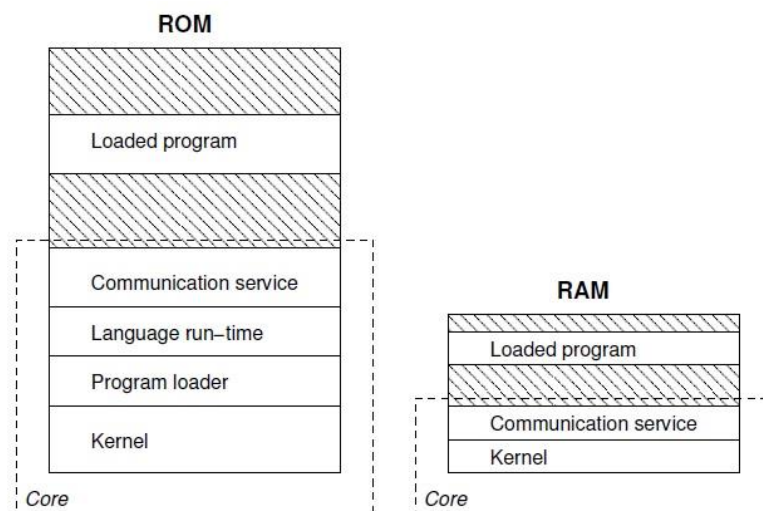 ROM
Loaded program
Communication service
Language run–time
Program loader
Kernel
Core
RAM
Loaded program
Communication service
Kernel
Core